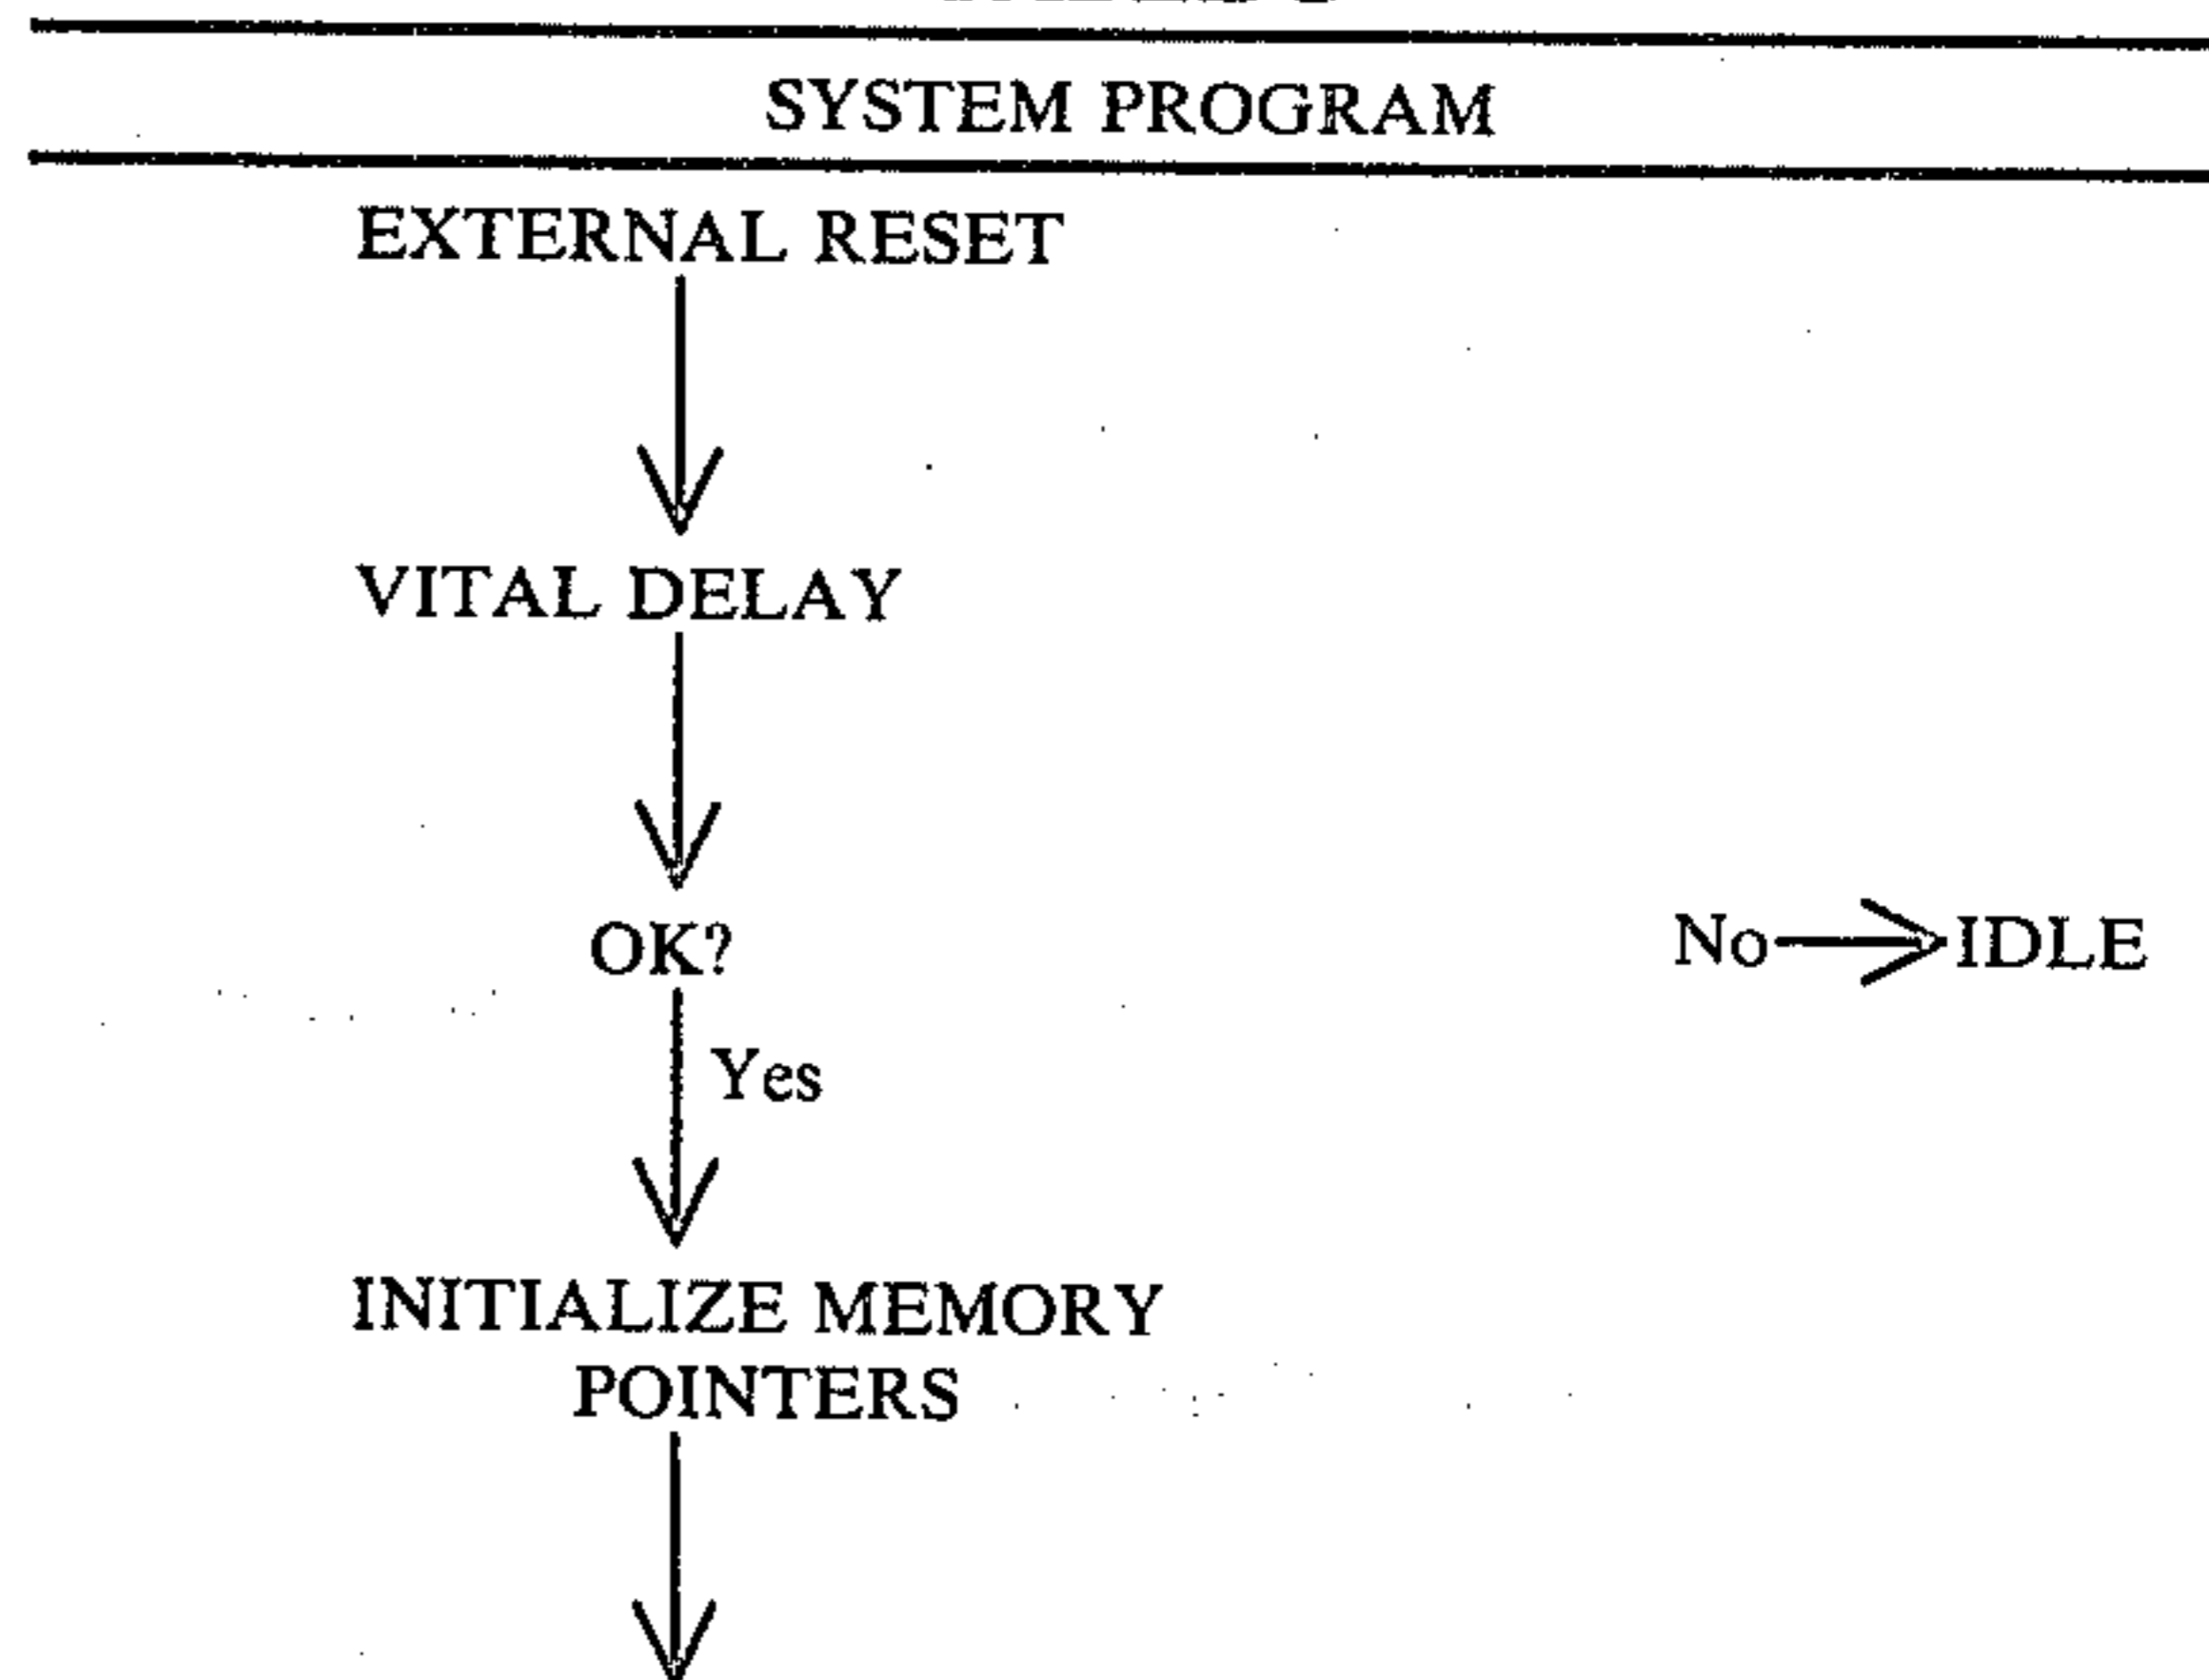 SYSTEM PROGRAM
EXTERNAL RESET
VITAL DELAY
OK? No IDLE
Yes
INITIALIZE MEMORY
POINTERS